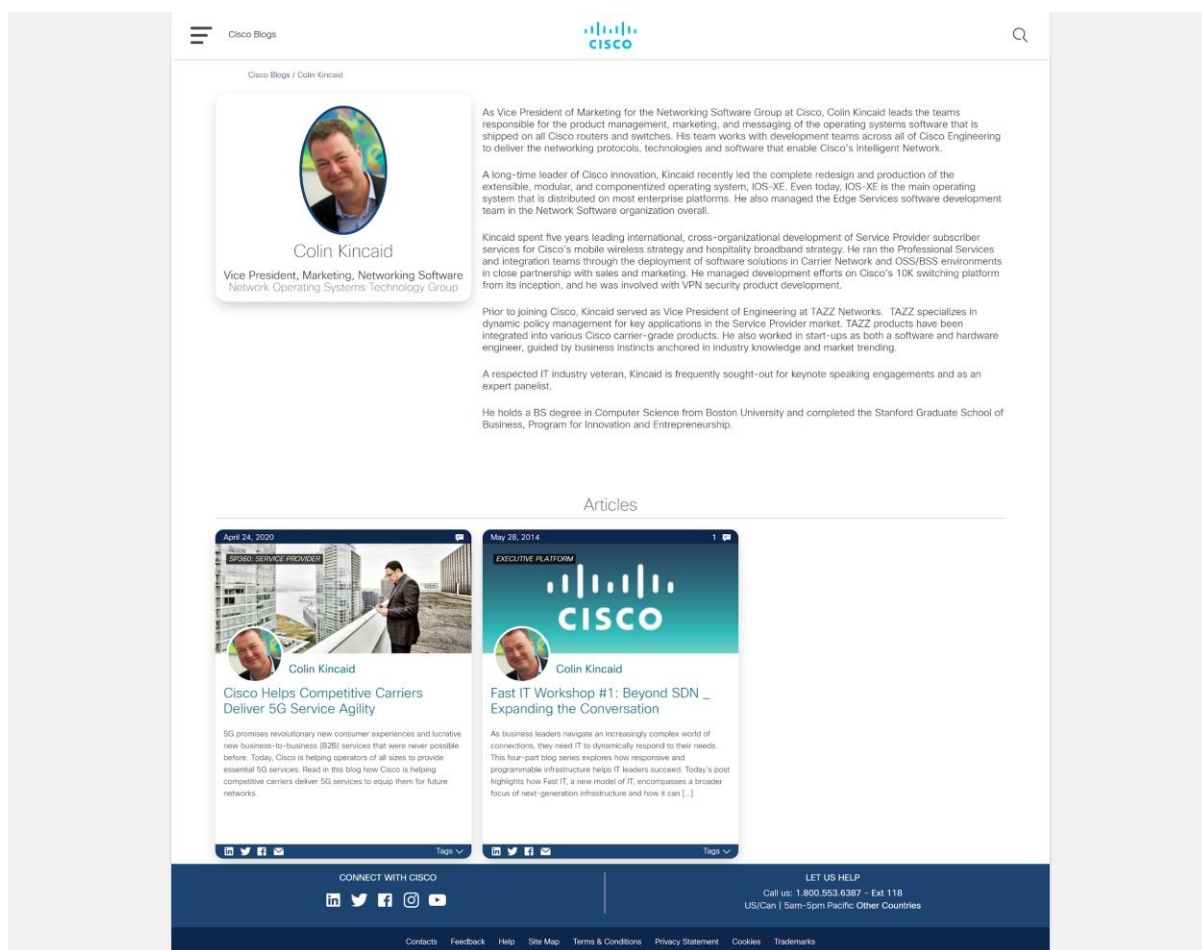 Cisco Blogs
CISCO
Cisco Blogs / Colin Kincaid
Colin Kincaid
Vice President, Marketing, Networking Software
Network Operating Systems Technology Group
As Vice President of Marketing for the Networking Software Group at Cisco, Colin Kincaid leads the teams
responsible for the product management, marketing, and messaging of the operating systems software that is
shipped on all Cisco routers and switches. His team works with development teams across all of Cisco Engineering
to deliver the networking protocols, technologies and software that enable Cisco's Intelligent Network.
A long-time leader of Cisco innovation, Kincaid recently led the complete redesign and production of the
extensible, modular, and componentized operating system, IOS-XE. Even today, IOS-XE is the main operating
system that is distributed on most enterprise platforms. He also managed the Edge Services software development
team in the Network Software organization overall.
Kincaid spent five years leading international, cross-organizational development of Service Provider subscriber
services for Cisco's mobile wireless strategy and hospitality broadband strategy. He ran the Professional Services
and integration teams through the deployment of software solutions in Carrier Network and OSS/BSS environments
in close partnership with sales and marketing. He managed development efforts on Cisco's 10K switching platform
from its inception, and he was involved with VPN security product development.
Prior to joining Cisco, Kincaid served as Vice President of Engineering at TAZZ Networks. TAZZ specializes in
dynamic policy management for key applications in the Service Provider market. TAZZ products have been
integrated into various Cisco carrier-grade products. He also worked in start-ups as both a software and hardware
engineer, guided by business instincts anchored in industry knowledge and market trending.
A respected IT industry veteran, Kincaid is frequently sought-out for keynote speaking engagements and as an
expert panelist.
He holds a BS degree in Computer Science from Boston University and completed the Stanford Graduate School of
Business, Program for Innovation and Entrepreneurship.
Articles
April 24, 2020
SP360: SERVICE PROVIDER
Colin Kincaid
Cisco Helps Competitive Carriers
Deliver 5G Service Agility
5G promises revolutionary new consumer experiences and lucrative
new business-to-business (B2B) services that were never possible
before. Today, Cisco is helping operators of all sizes to provide
essential 5G services. Read in this blog how Cisco is helping
competitive carriers deliver 5G services to equip them for future
networks.
Tags
May 28, 2014 1
EXECUTIVE PLATFORM
CISCO
Colin Kincaid
Fast IT Workshop #1: Beyond SDN _
Expanding the Conversation
As business leaders navigate an increasingly complex world of
connections, they need IT to dynamically respond to their needs.
This four-part blog series explores how responsive and
programmable infrastructure helps IT leaders succeed. Today's post
highlights how Fast IT, a new model of IT, encompasses a broader
focus of next-generation infrastructure and how it can [...]
Tags
CONNECT WITH CISCO
LET US HELP
Call us: 1.800.553.6387 - Ext 118
US/Can | 5am-5pm Pacific Other Countries
Contacts Feedback Help Site Map Terms & Conditions Privacy Statement Cookies Trademarks